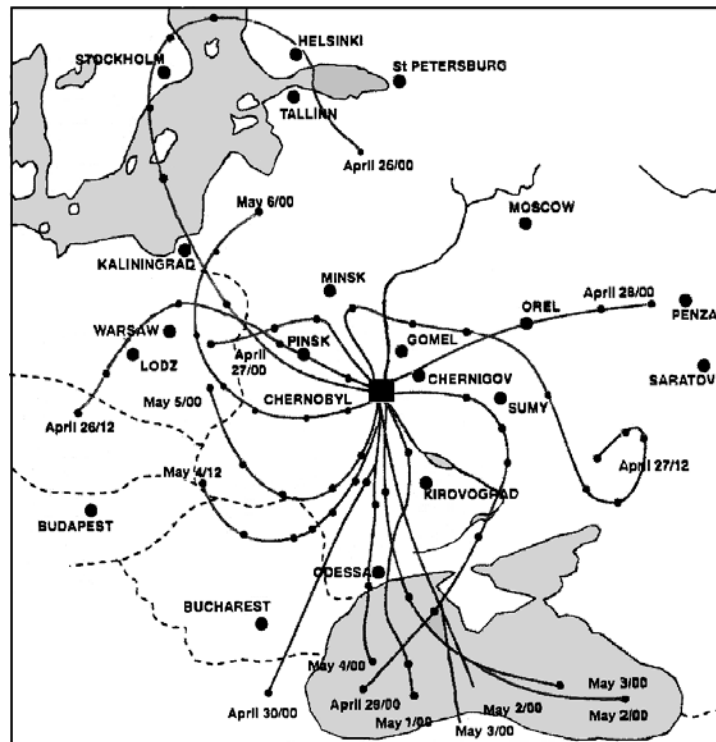 HELSINKI
STOCKHOLM
St PETERSBURG
TALLINN
April 26/00
May 6/00
MOSCOW
KALININGRAD
MINSK
April 28/00
OREL
PENZA
WARSAW
GOMEL
LODZ
April
27/00
PINSK
SARATOV
CHERNIGOV
May 5/00
CHERNOBYL
SUMY
April 26/12
May 4/12
April 27/12
KIROVOGRAD
BUDAPEST
ODESSA
BUCHAREST
May 4/00
May 3/00
April 29/00
May 2/00
May 2/00
April 30/00
May 1/00
May 3/00